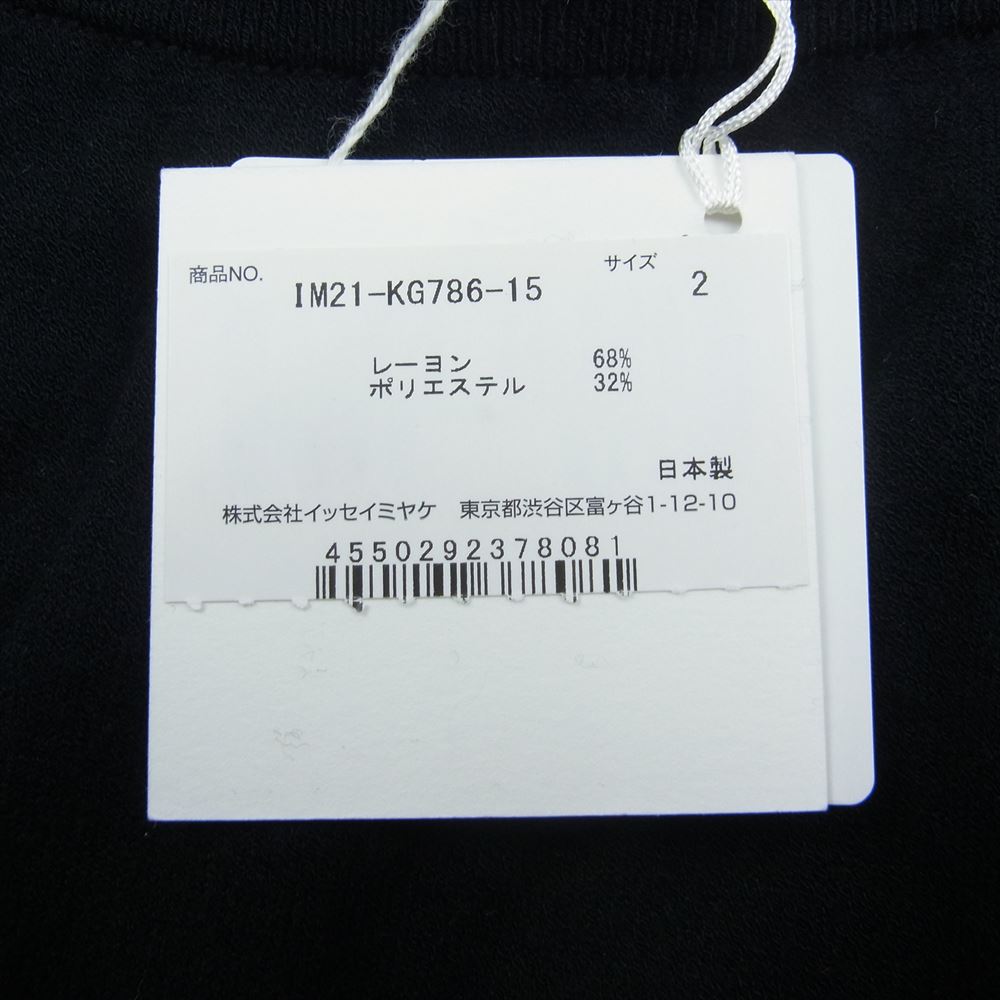 商品NO. IM21-KG786-15 サイズ 2
レーヨン 68%
ポリエステル 32%
日本製
株式会社イッセイミヤケ 東京都渋谷区富ヶ谷1-12-10
4550292378081